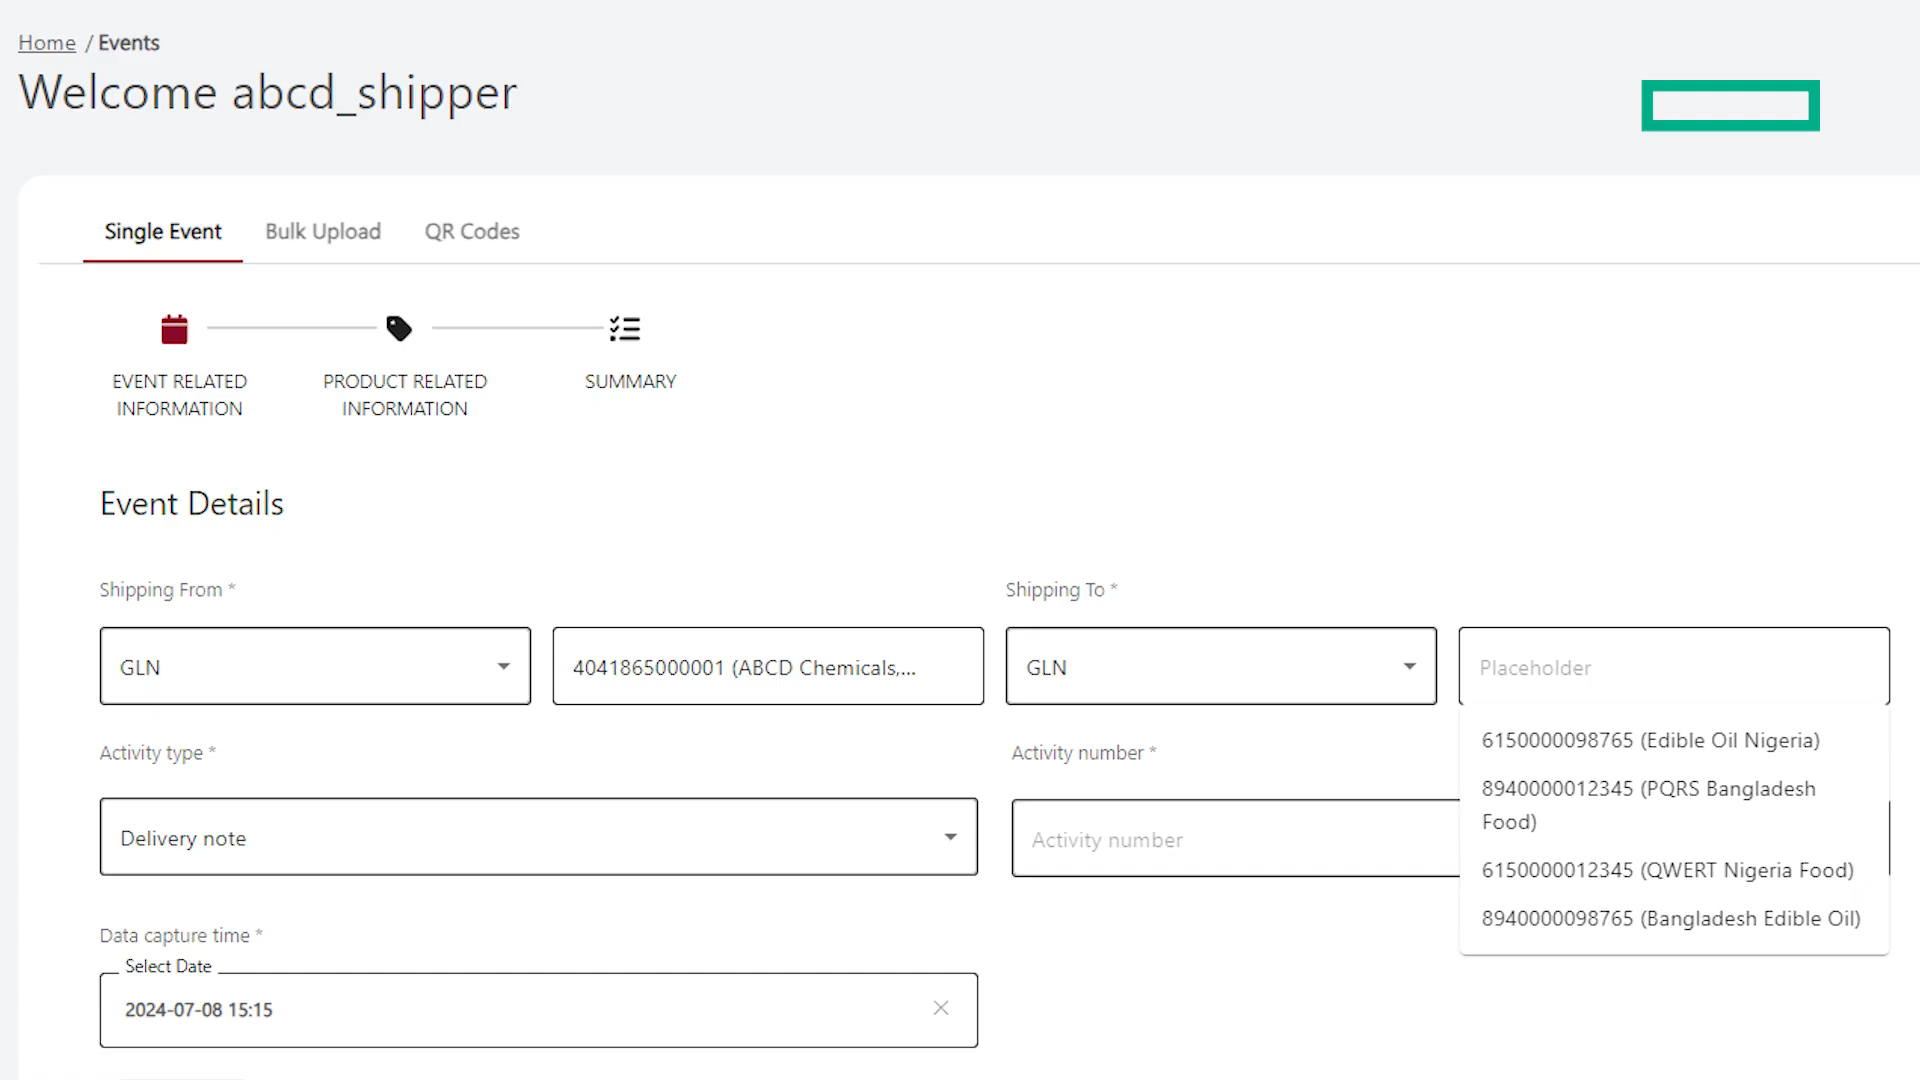 Home / Events
Welcome abcd_shipper
Single Event
Bulk Upload
QR Codes
EVENT RELATED
INFORMATION
PRODUCT RELATED
INFORMATION
SUMMARY
Event Details
Shipping From *
Shipping To *
GLN
4041865000001 (ABCD Chemicals,...
GLN
Placeholder
6150000098765 (Edible Oil Nigeria)
8940000012345 (PQRS Bangladesh
Food)
6150000012345 (QWERT Nigeria Food)
8940000098765 (Bangladesh Edible Oil)
Activity type *
Activity number *
Delivery note
Activity number
Data capture time *
Select Date
2024-07-08 15:15